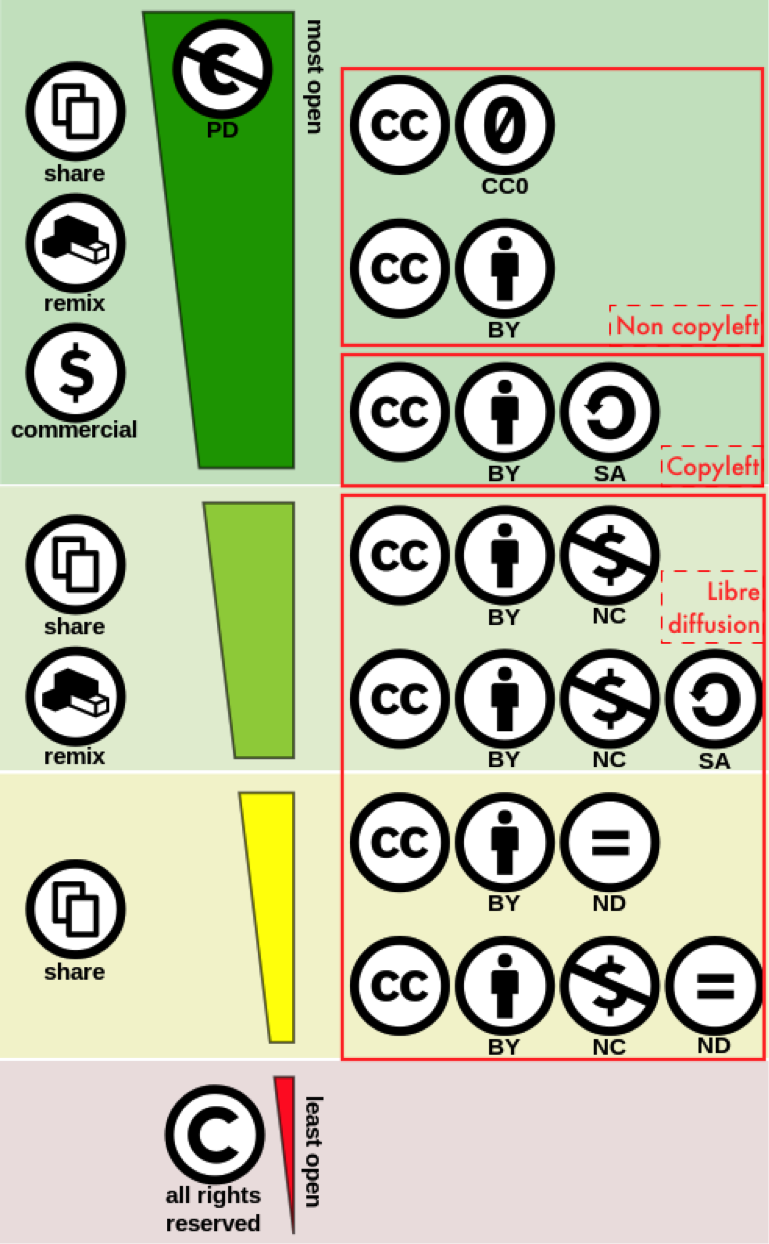 most open
PD
share
remix
commercial
CC
0
CC0
CC
BY
Non copyleft
CC
BY
SA
Copyleft
share
remix
CC
$
BY
NC
Libre
diffusion
CC
$
BY
NC
SA
share
CC
=
BY
ND
CC
$
=
BY
NC
ND
C
all rights
reserved
least open